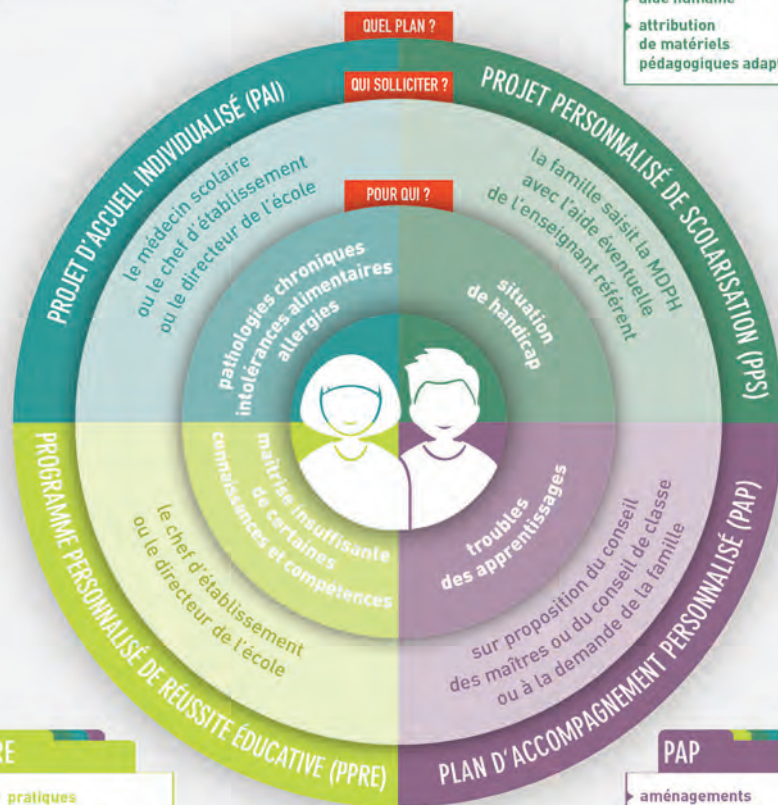 aide humaine
attribution
de matériels
QUEL PLAN ?
QUI SOLLICITER ?
POUR QUI ?
PROJET D'ACCUEIL INDIVIDUALISÉ (PAI)
le médecin scolaire
ou le chef d'établissement
ou le directeur de l'école
pathologies chroniques
intolérances alimentaires
allergies
PROJET PERSONNALISÉ DE SCOLARISATION (PPS)
la famille saisit la MDPH
avec l'aide éventuelle
de l'enseignant référent
situation
de handicap
PROGRAMME PERSONNALISÉ DE RÉUSSITE ÉDUCATIVE (PPRE)
le chef d'établissement
ou le directeur de l'école
maîtrise insuffisante
de certaines
connaissances et compétences
PLAN D'ACCOMPAGNEMENT PERSONNALISÉ (PAP)
sur proposition du conseil
des maîtres ou du conseil de classe
ou à la demande de la famille
troubles
des apprentissages
pédagogiques
RE
pratiques
PAP
aménagements